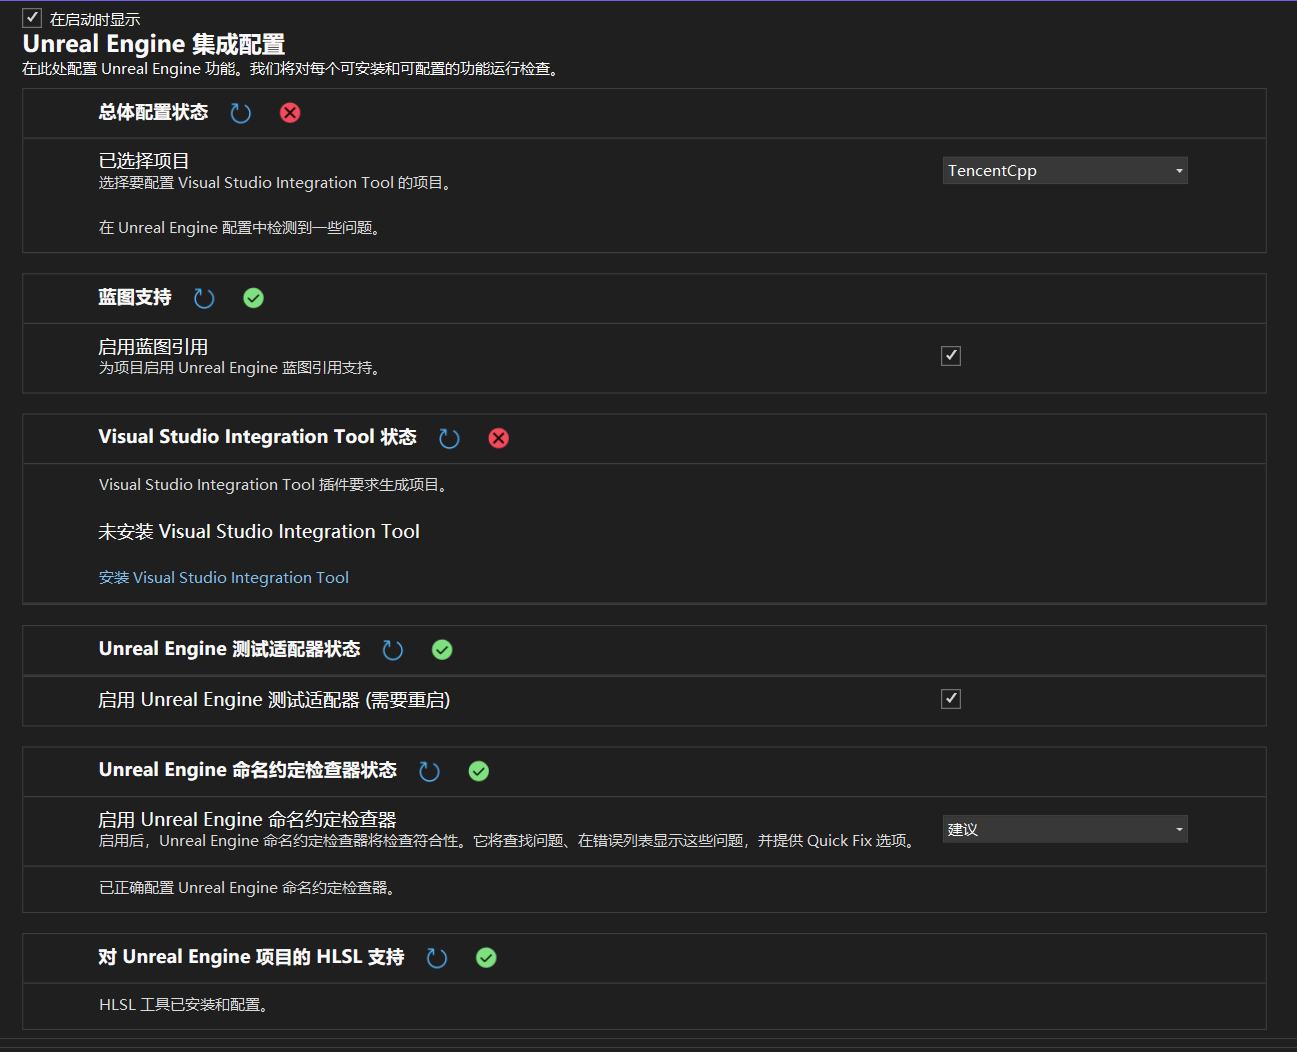 在启动时显示
Unreal Engine 集成配置
在此处配置 Unreal Engine 功能。我们将对每个可安装和可配置的功能运行检查。
总体配置状态
已选择项目
选择要配置 Visual Studio Integration Tool 的项目。
TencentCpp
在 Unreal Engine 配置中检测到一些问题。
蓝图支持
启用蓝图引用
为项目启用 Unreal Engine 蓝图引用支持。
Visual Studio Integration Tool 状态
Visual Studio Integration Tool 插件要求生成项目。
未安装 Visual Studio Integration Tool
安装 Visual Studio Integration Tool
Unreal Engine 测试适配器状态
启用 Unreal Engine 测试适配器 (需要重启)
Unreal Engine 命名约定检查器状态
启用 Unreal Engine 命名约定检查器
启用后，Unreal Engine 命名约定检查器将检查符合性。它将查找问题、在错误列表显示这些问题，并提供 Quick Fix 选项。
建议
已正确配置 Unreal Engine 命名约定检查器。
对 Unreal Engine 项目的 HLSL 支持
HLSL 工具已安装和配置。